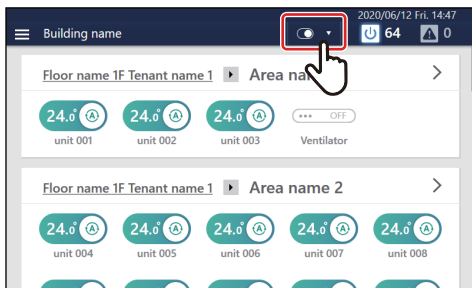 2020/06/12 Fri. 14:47
Building name
64
0
Floor name 1F Tenant name 1 Area
24.0 A 24.0 A 24.0 A OFF
unit 001 unit 002 unit 003 Ventilator
Floor name 1F Tenant name 1 Area name 2
24.0 A 24.0 A 24.0 A 24.0 A 24.0 A
unit 004 unit 005 unit 006 unit 007 unit 008